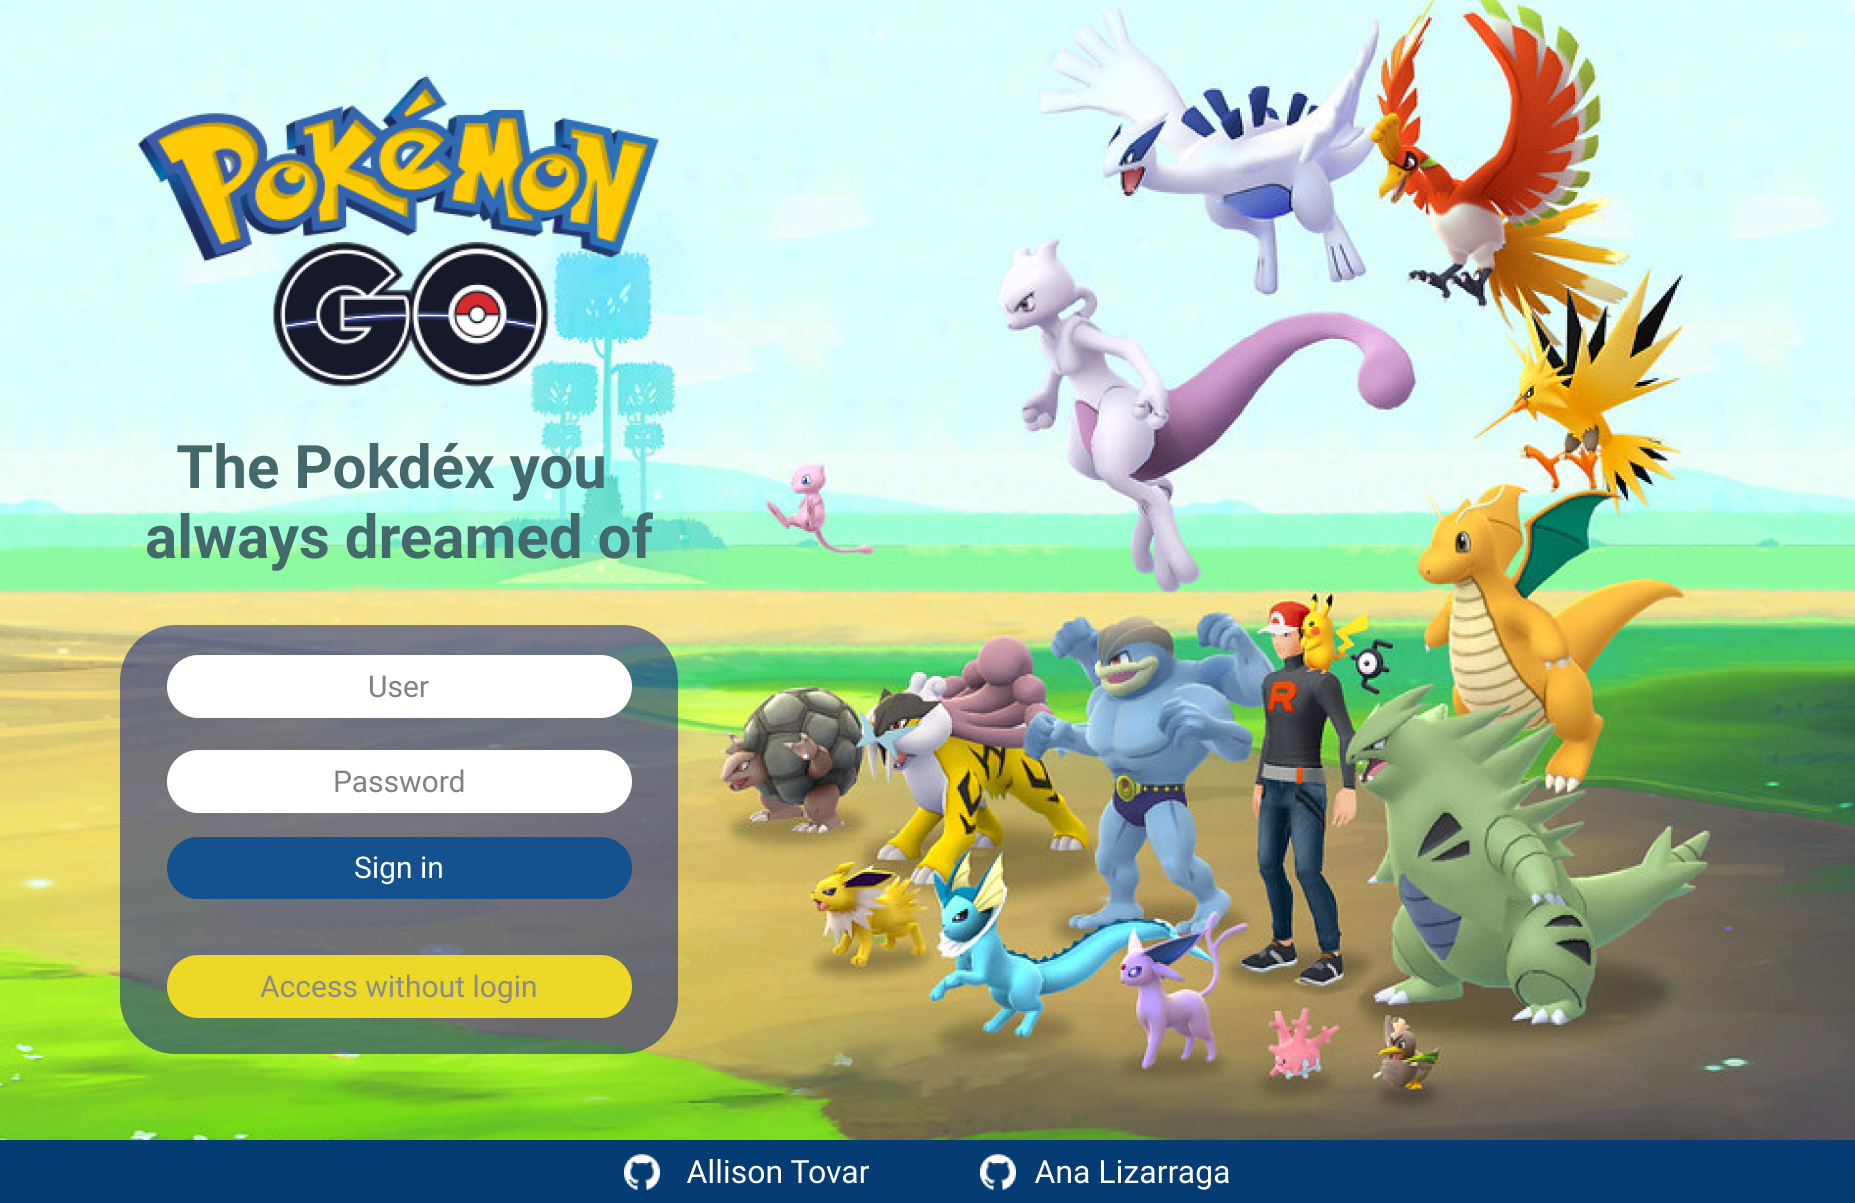 POKéMON
GO
The Pokdéx you
always dreamed of
User
Password
Sign in
Access without login
R
Allison Tovar
Ana Lizarraga